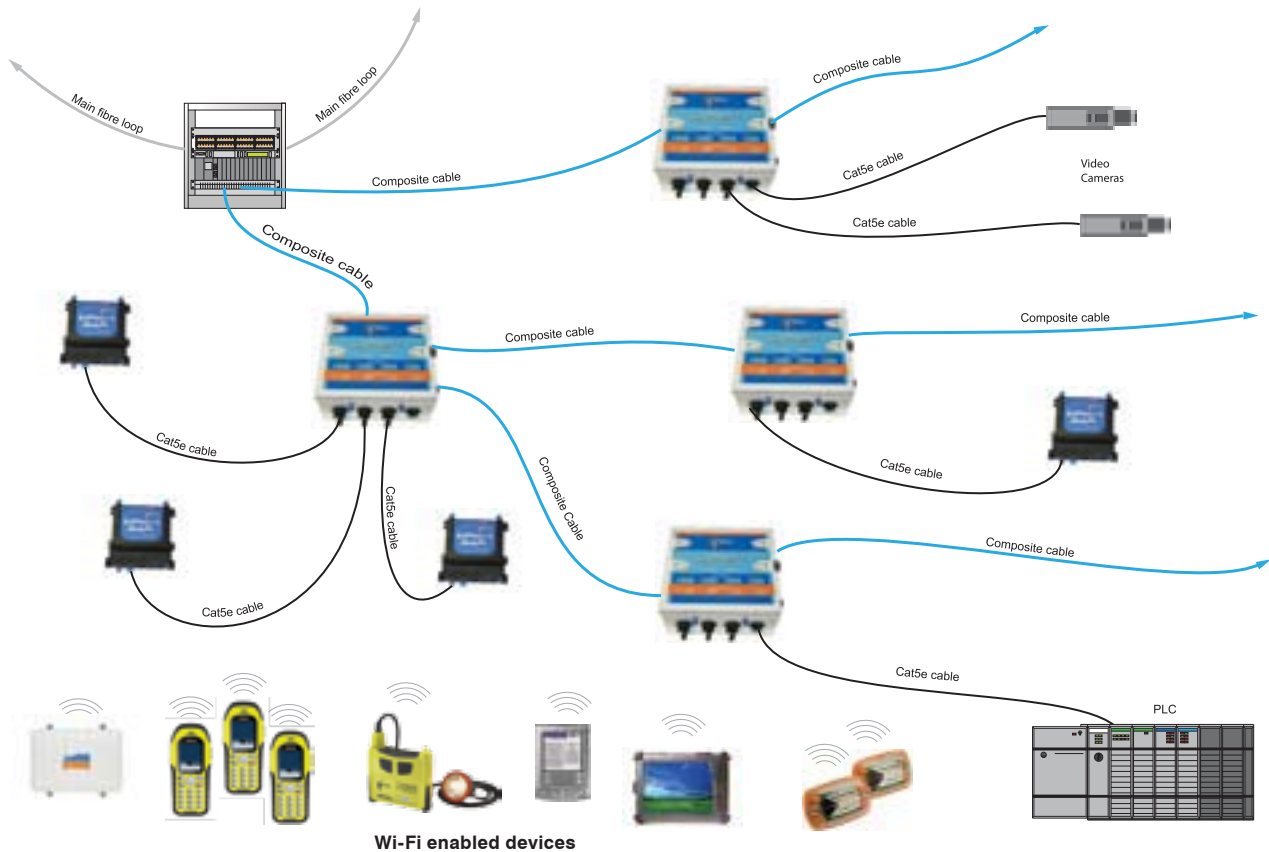 Main fibre loop
Main fibre loop
Composite cable
Composite cable
Cat5e cable
Video
Cameras
Cat5e cable
Composite cable
Composite cable
Composite cable
Cat5e cable
Cat5e cable
Composite Cable
Cat5e cable
Composite cable
Cat5e cable
Cat5e cable
PLC
Wi-Fi enabled devices